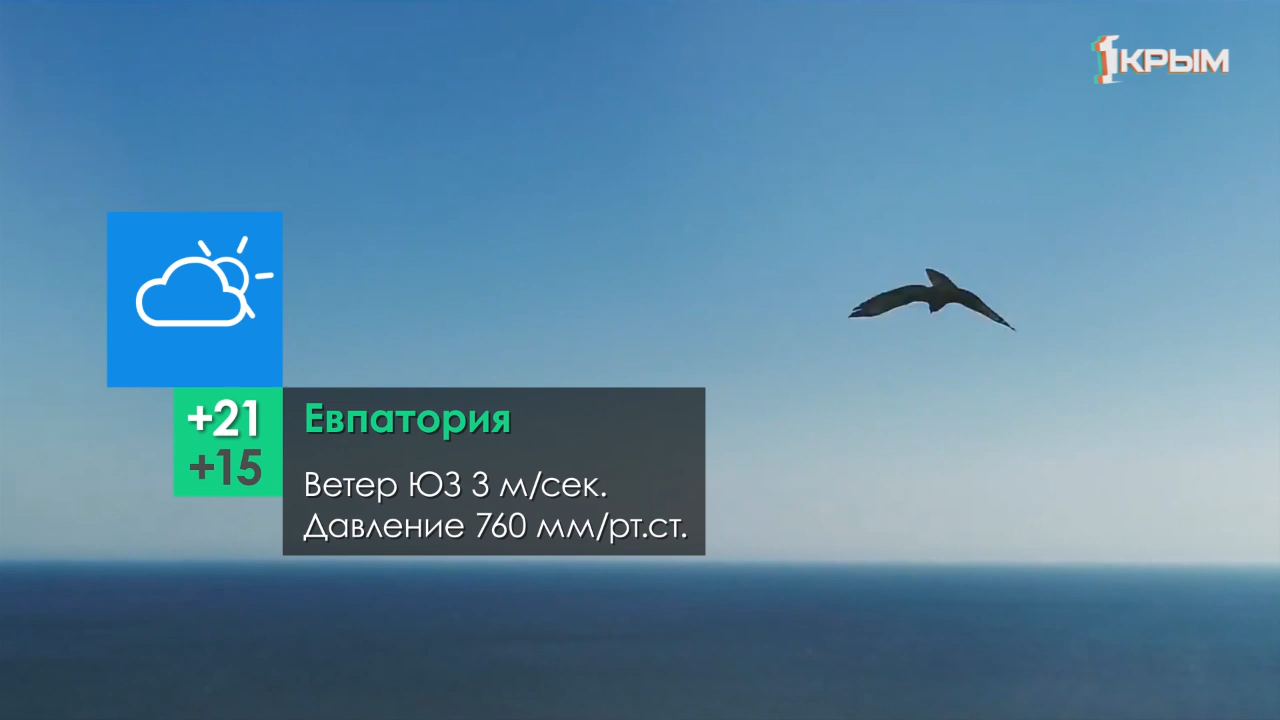 1КРЫМ
+21
+15
Евпатория
Ветер ЮЗ 3 м/сек.
Давление 760 мм/рт.ст.